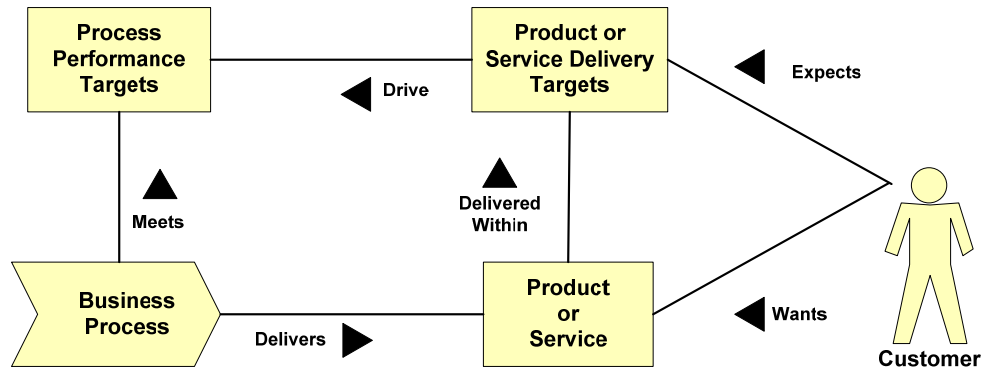 Process
Performance
Targets
Product or
Service Delivery
Targets
Expects
Drive
Meets
Delivered
Within
Business
Process
Delivers
Product
or
Service
Wants
Customer